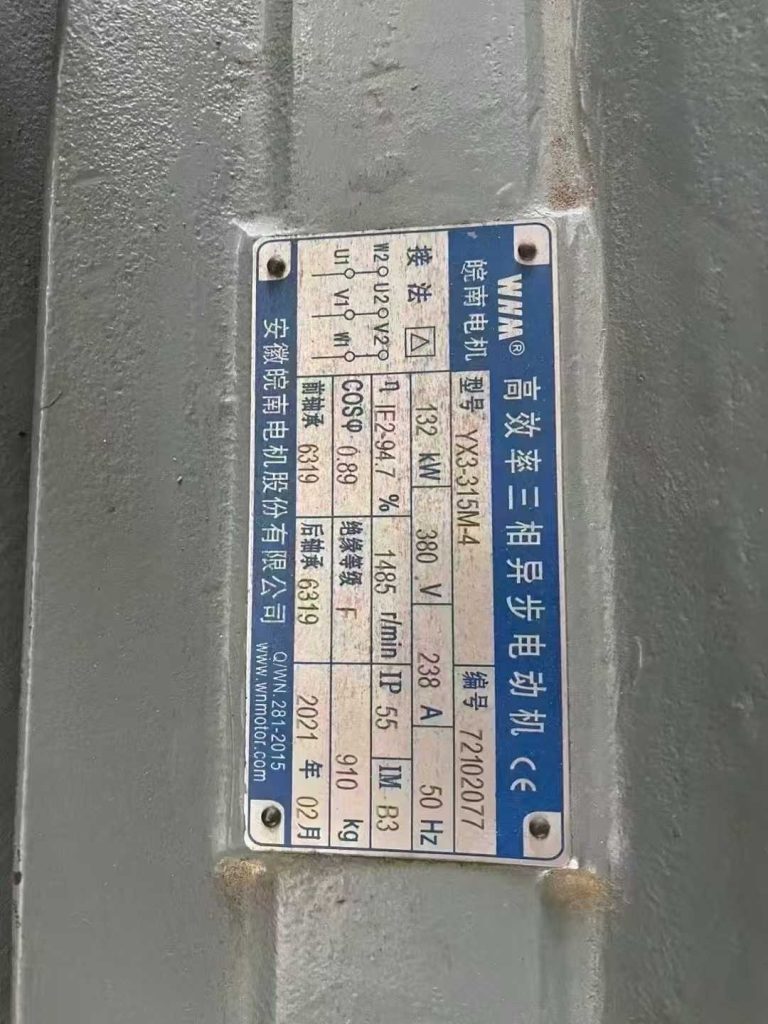 WNM® 高效率三相异步电动机 CE
皖南电机 型号 YX3-315M-4 编号 72102077
接法 △ 132 kW 380 V 238 A 50 Hz
W2 U2 V2 η IE2-94.7 % 1485 r/min IP 55 IM B3
U1 V1 W1 COSφ 0.89 绝缘等级 F 910 kg
前轴承 6319 后轴承 6319 2021 年 02 月
安徽皖南电机股份有限公司 Q/WN.281-2015
www.wnmotor.com